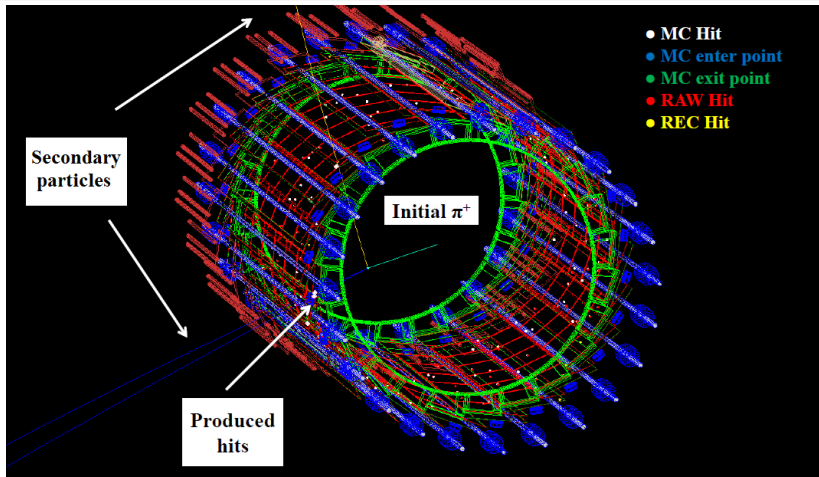 ● MC Hit
● MC enter point
● MC exit point
● RAW Hit
● REC Hit
Secondary
particles
Initial π⁺
Produced
hits